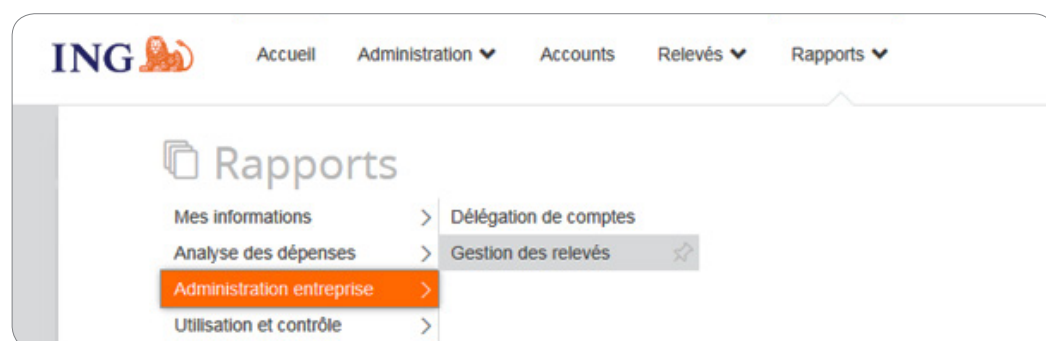 ING Accueil Administration Accounts Relevés Rapports
Rapports
Mes informations Délégation de comptes
Analyse des dépenses Gestion des relevés
Administration entreprise
Utilisation et contrôle